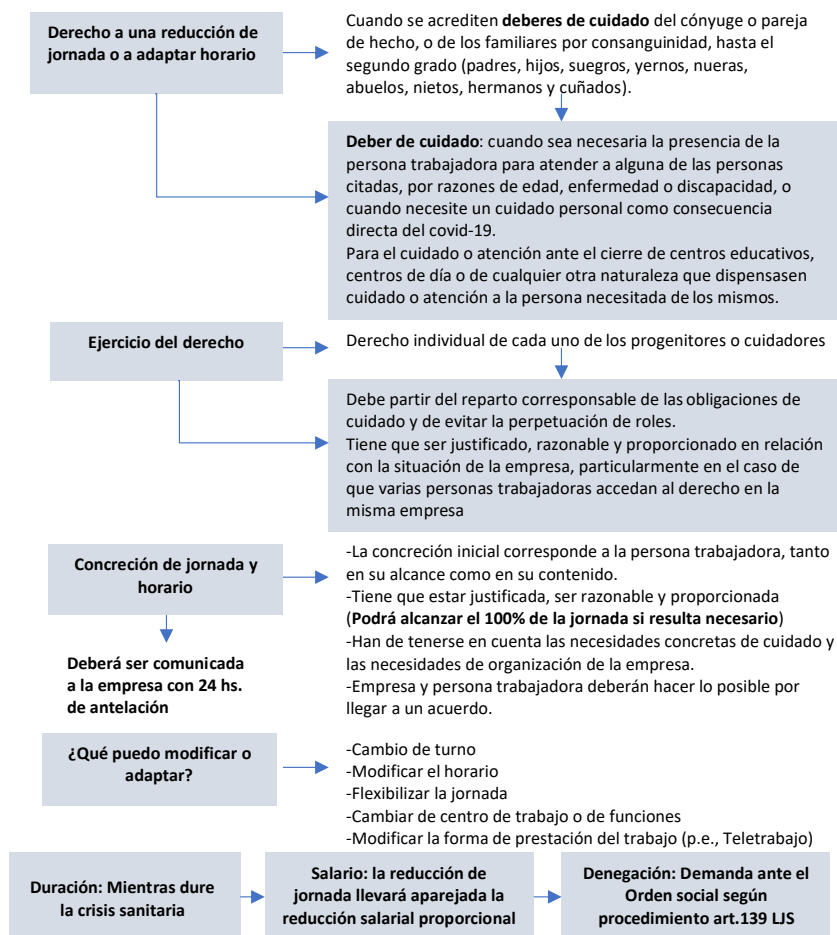 Derecho a una reducción de
jornada o a adaptar horario
Cuando se acrediten deberes de cuidado del cónyuge o pareja
de hecho, o de los familiares por consanguinidad, hasta el
segundo grado (padres, hijos, suegros, yernos, nueras,
abuelos, nietos, hermanos y cuñados).
Deber de cuidado: cuando sea necesaria la presencia de la
persona trabajadora para atender a alguna de las personas
citadas, por razones de edad, enfermedad o discapacidad, o
cuando necesite un cuidado personal como consecuencia
directa del covid-19.
Para el cuidado o atención ante el cierre de centros educativos,
centros de día o de cualquier otra naturaleza que dispensasen
cuidado o atención a la persona necesitada de los mismos.
Ejercicio del derecho
Derecho individual de cada uno de los progenitores o cuidadores
Debe partir del reparto corresponsable de las obligaciones de
cuidado y de evitar la perpetuación de roles.
Tiene que ser justificado, razonable y proporcionado en relación
con la situación de la empresa, particularmente en el caso de
que varias personas trabajadoras accedan al derecho en la
misma empresa
Concreción de jornada y
horario
-La concreción inicial corresponde a la persona trabajadora, tanto
en su alcance como en su contenido.
-Tiene que estar justificada, ser razonable y proporcionada
(Podrá alcanzar el 100% de la jornada si resulta necesario)
-Han de tenerse en cuenta las necesidades concretas de cuidado y
las necesidades de organización de la empresa.
-Empresa y persona trabajadora deberán hacer lo posible por
llegar a un acuerdo.
Deberá ser comunicada
a la empresa con 24 hs.
de antelación
¿Qué puedo modificar o
adaptar?
-Cambio de turno
-Modificar el horario
-Flexibilizar la jornada
-Cambiar de centro de trabajo o de funciones
-Modificar la forma de prestación del trabajo (p.e., Teletrabajo)
Duración: Mientras dure
la crisis sanitaria
Salario: la reducción de
jornada llevará aparejada la
reducción salarial proporcional
Denegación: Demanda ante el
Orden social según
procedimiento art.139 LJS